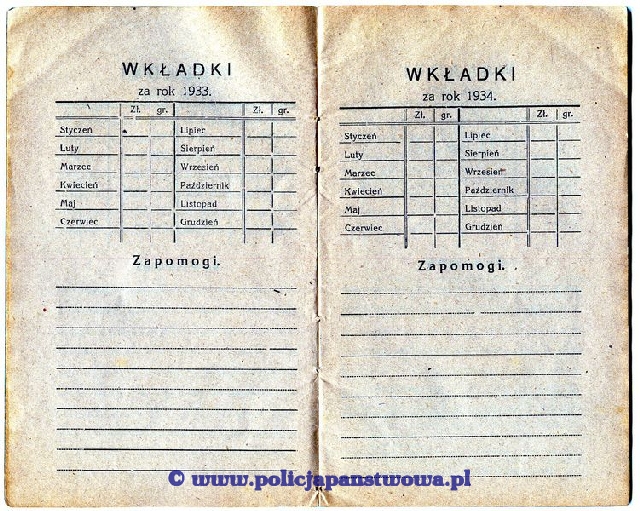 WKŁADKI
za rok 1933.
Zł. gr. Zł. gr.
Styczeń Lipiec
Luty Sierpień
Marzec Wrzesień
Kwiecień Październik
Maj Listopad
Czerwiec Grudzień
Zapomogi.
WKŁADKI
za rok 1934.
Zł. gr. Zł. gr.
Styczeń Lipiec
Luty Sierpień
Marzec Wrzesień
Kwiecień Październik
Maj Listopad
Czerwiec Grudzień
Zapomogi.
© www.policjapanstwowa.pl